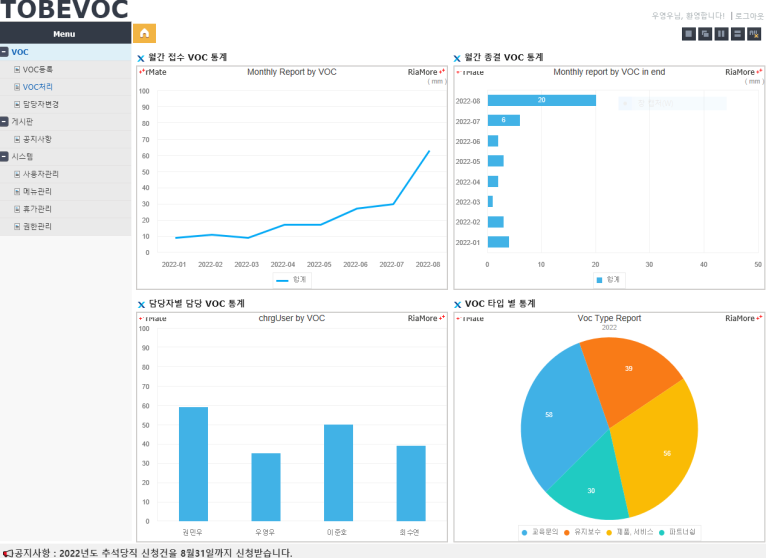 TOBEVOC
우영우님, 환영합니다! | 로그아웃
Menu
VOC
VOC등록
VOC처리
담당자변경
게시판
공지사항
시스템
사용자관리
메뉴관리
휴가관리
권한관리
월간 접수 VOC 통계
rMate
Monthly Report by VOC
RiaMore
( mm )
100
90
80
70
60
50
40
30
20
10
0
2022-01 2022-02 2022-03 2022-04 2022-05 2022-06 2022-07 2022-08
합계
월간 종결 VOC 통계
rMate
Monthly report by VOC in end
RiaMore
( mm )
2022-08 20
2022-07 6
2022-06
2022-05
2022-04
2022-03
2022-02
2022-01
0 10 20 30 40 50
합계
담당자별 담당 VOC 통계
rMate
chrgUser by VOC
RiaMore
100
90
80
70
60
50
40
30
20
10
0
권민우 우영우 이준호 최수연
VOC 타입 별 통계
rMate
Voc Type Report
RiaMore
2022
39
58
56
30
교육문의 유지보수 제품, 서비스 파트너쉽
공지사항 : 2022년도 추석당직 신청건을 8월31일까지 신청받습니다.